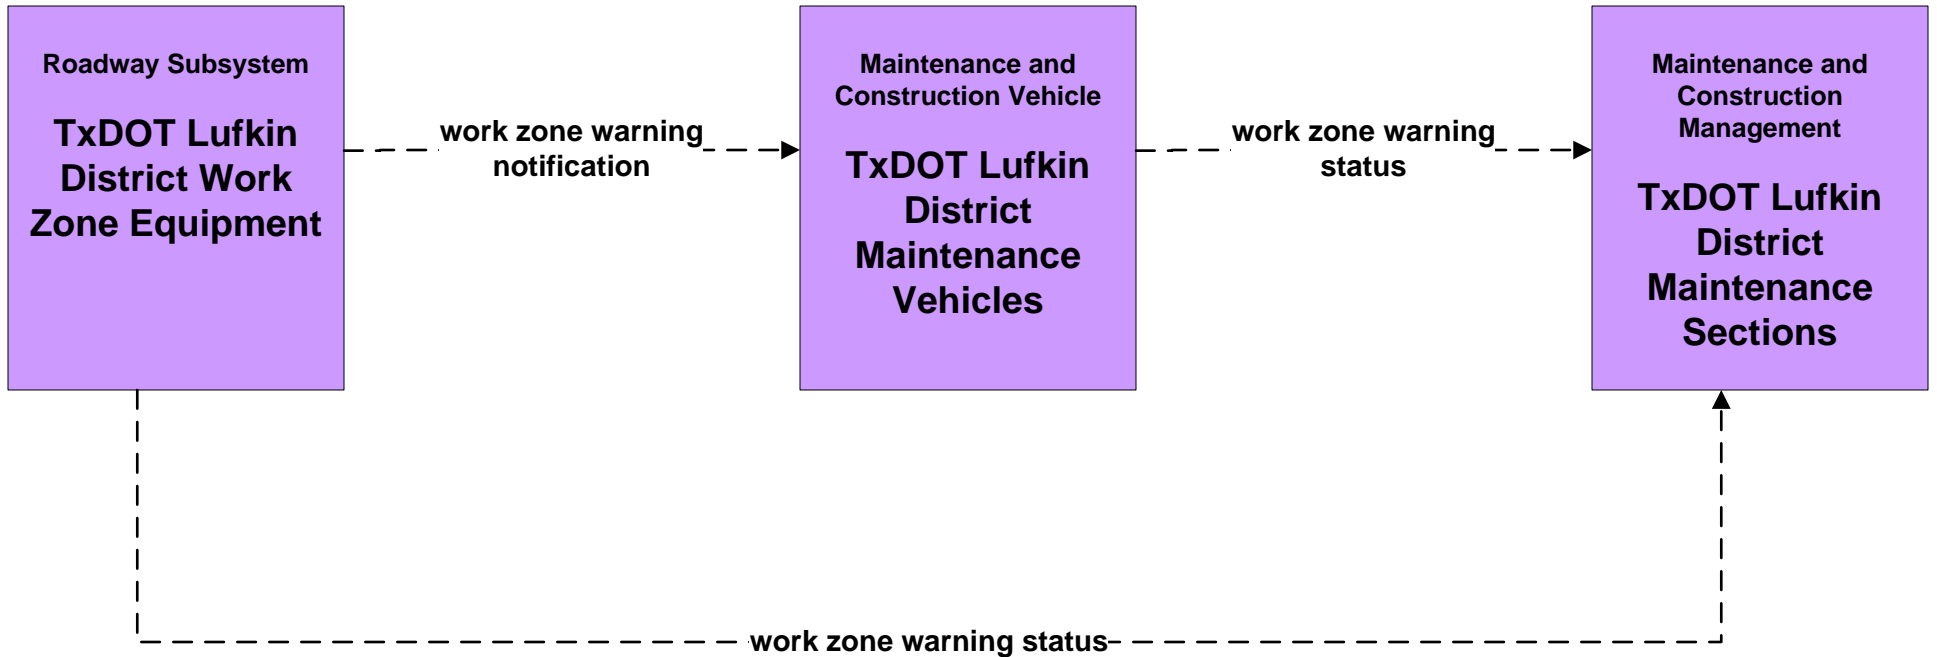 Roadway Subsystem
TxDOT Lufkin
District Work
Zone Equipment
work zone warning
notification
Maintenance and
Construction Vehicle
TxDOT Lufkin
District
Maintenance
Vehicles
work zone warning
status
Maintenance and
Construction
Management
TxDOT Lufkin
District
Maintenance
Sections
work zone warning status